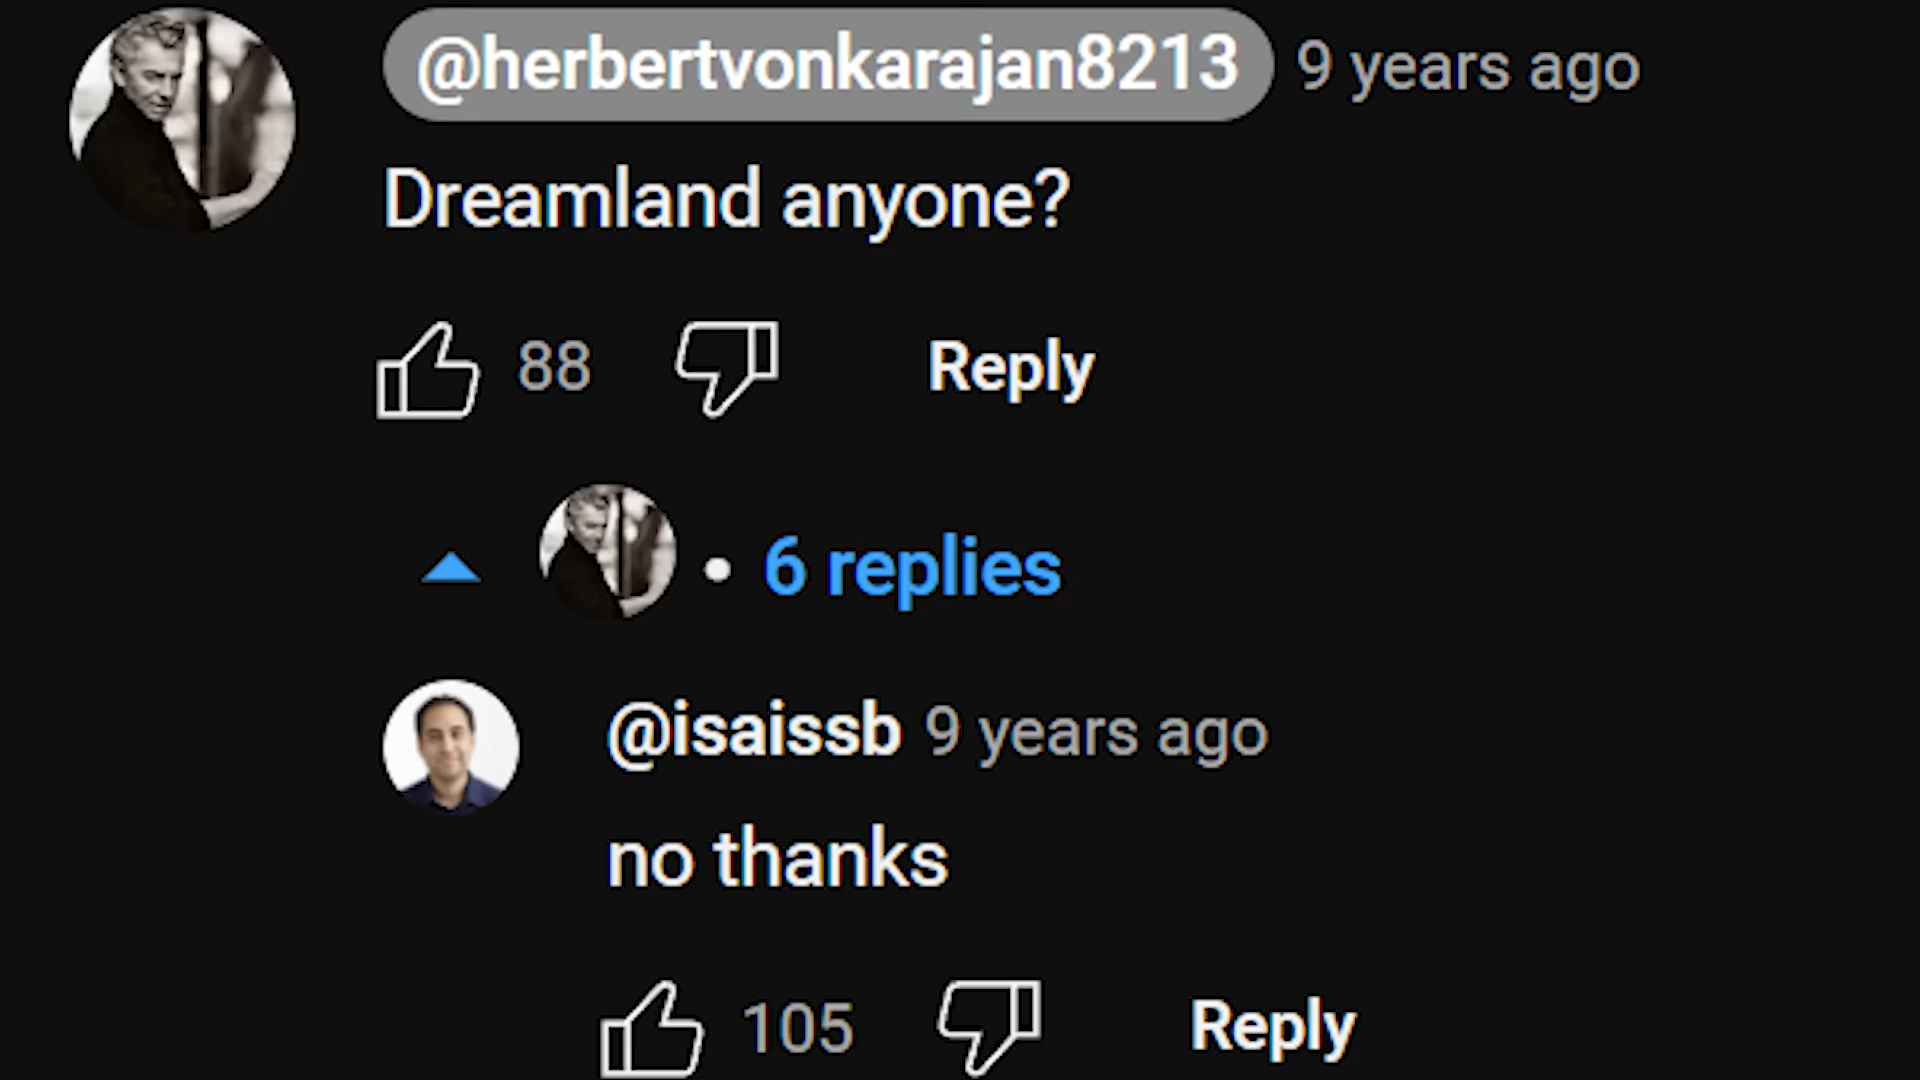 @herbertvonkarajan8213 9 years ago
Dreamland anyone?
88 Reply
• 6 replies
@isaissb 9 years ago
no thanks
105 Reply